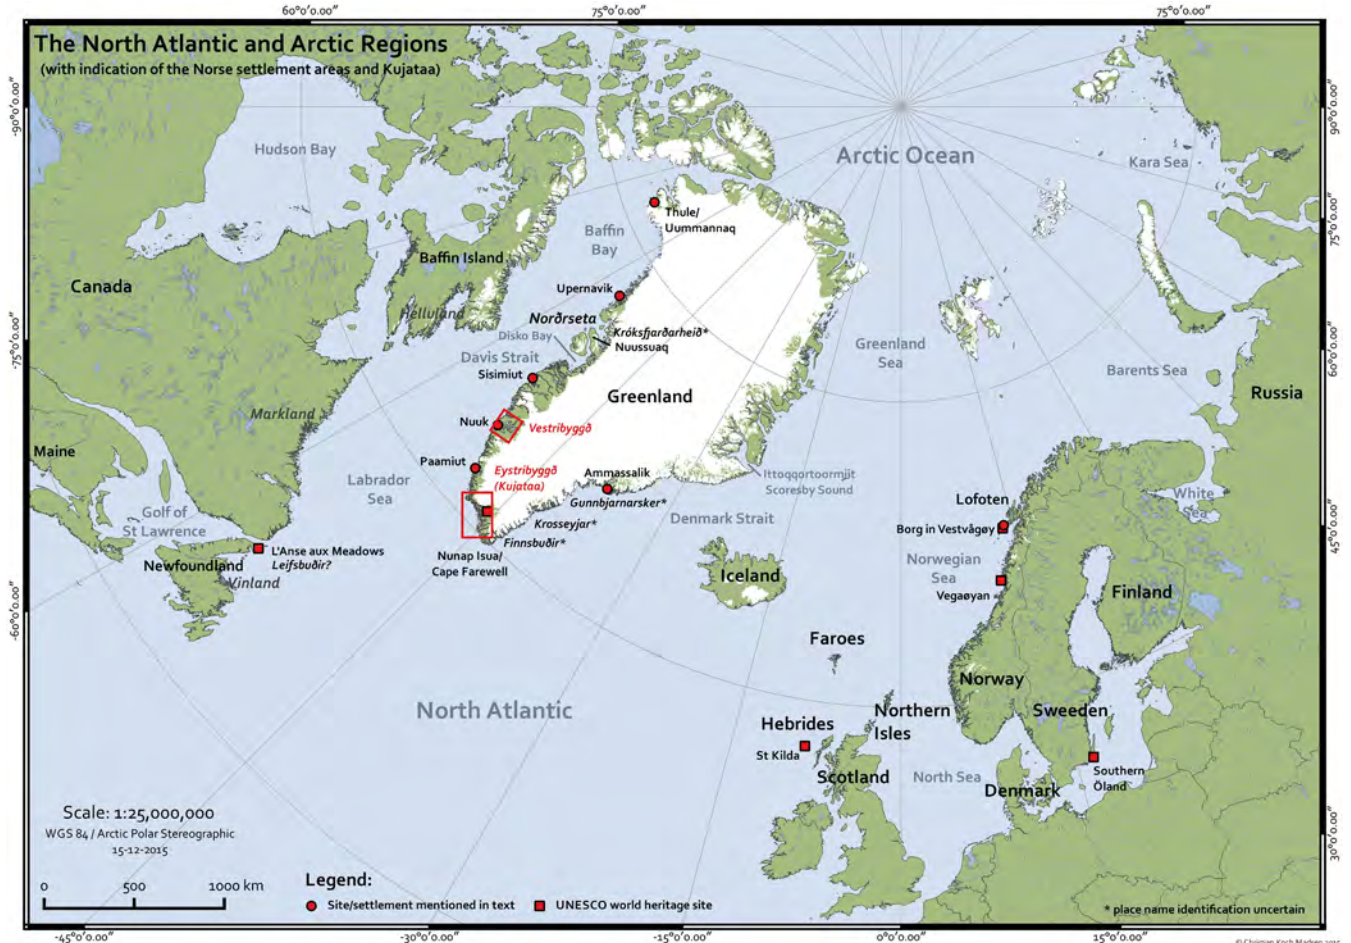 60°0'0.00"
75°0'0.00"
75°0'0.00"
The North Atlantic and Arctic Regions
(with indication of the Norse settlement areas and Kujataa)
-90°0'0.00"
90°0'0.00"
Hudson Bay
Arctic Ocean
Kara Sea
Thule/
Uummannaq
75°0'0.00"
Baffin
Bay
Baffin Island
Canada
Upernavik
Norðrseta
Helluland
Króksfjarðarheið*
Disko Bay
Nuussuaq
Greenland
Sea
Davis Strait
60°0'0.00"
-75°0'0.00"
Sisimiut
Barents Sea
Russia
Greenland
Markland
Nuuk
Vestribyggð
Maine
Paamiut
Eystribyggð
(Kujataa)
Ammassalik
Ittoqqortoormjit
Scoresby Sound
Labrador
Sea
Gunnbjarnarsker*
White
Sea
Lofoten
Golf of
St Lawrence
Krosseyjar*
Denmark Strait
Borg in Vestvågøy
45°0'0.00"
Finnsbuðir*
L'Anse aux Meadows
Leifsbuðir?
Nunap Isua/
Cape Farewell
Newfoundland
Vinland
Iceland
Norwegian
Sea
Vegaøyan
Finland
-60°0'0.00"
Faroes
Norway
North Atlantic
Northern
Isles
Sweeden
Hebrides
St Kilda
Scotland
North Sea
Southern
Öland
Denmark
Scale: 1:25,000,000
WGS 84 / Arctic Polar Stereographic
15-12-2015
30°0'0.00"
0 500 1000 km
Legend:
Site/settlement mentioned in text
UNESCO world heritage site
* place name identification uncertain
-45°0'0.00"
-30°0'0.00"
-15°0'0.00"
0°0'0.00"
15°0'0.00"